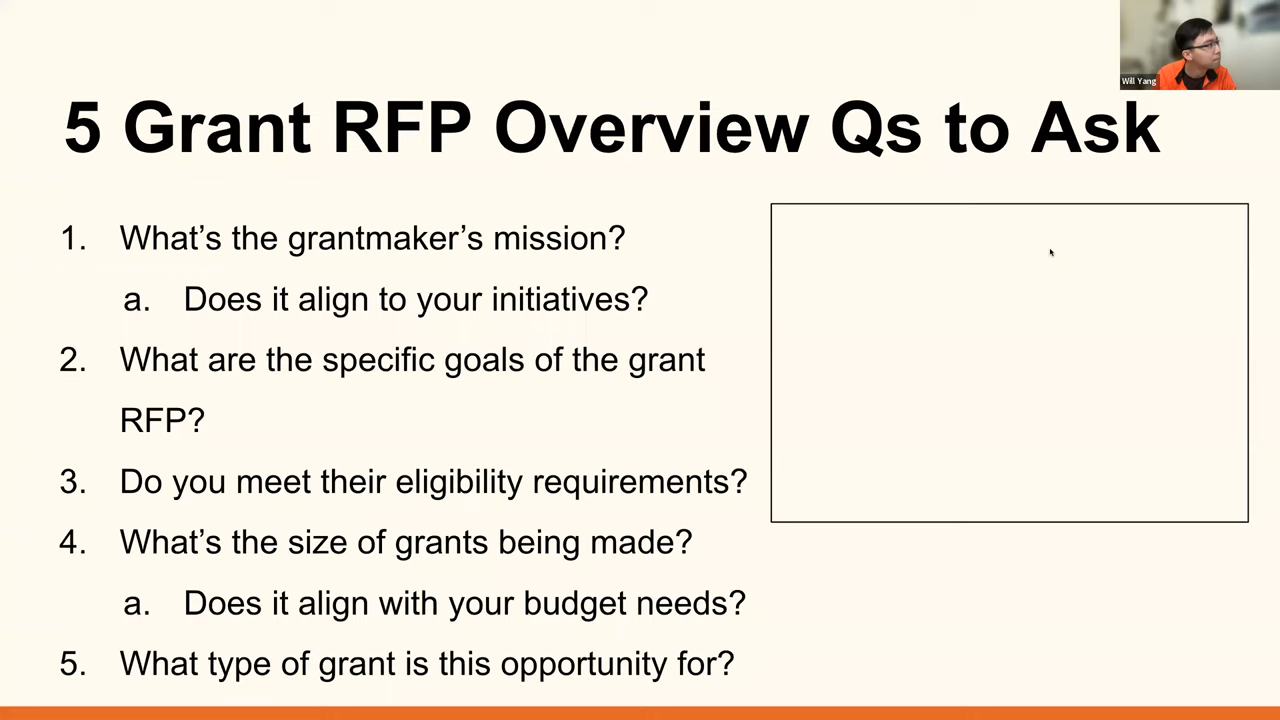 Will Yang
5 Grant RFP Overview Qs to Ask
1. What’s the grantmaker’s mission?
a. Does it align to your initiatives?
2. What are the specific goals of the grant
RFP?
3. Do you meet their eligibility requirements?
4. What’s the size of grants being made?
a. Does it align with your budget needs?
5. What type of grant is this opportunity for?